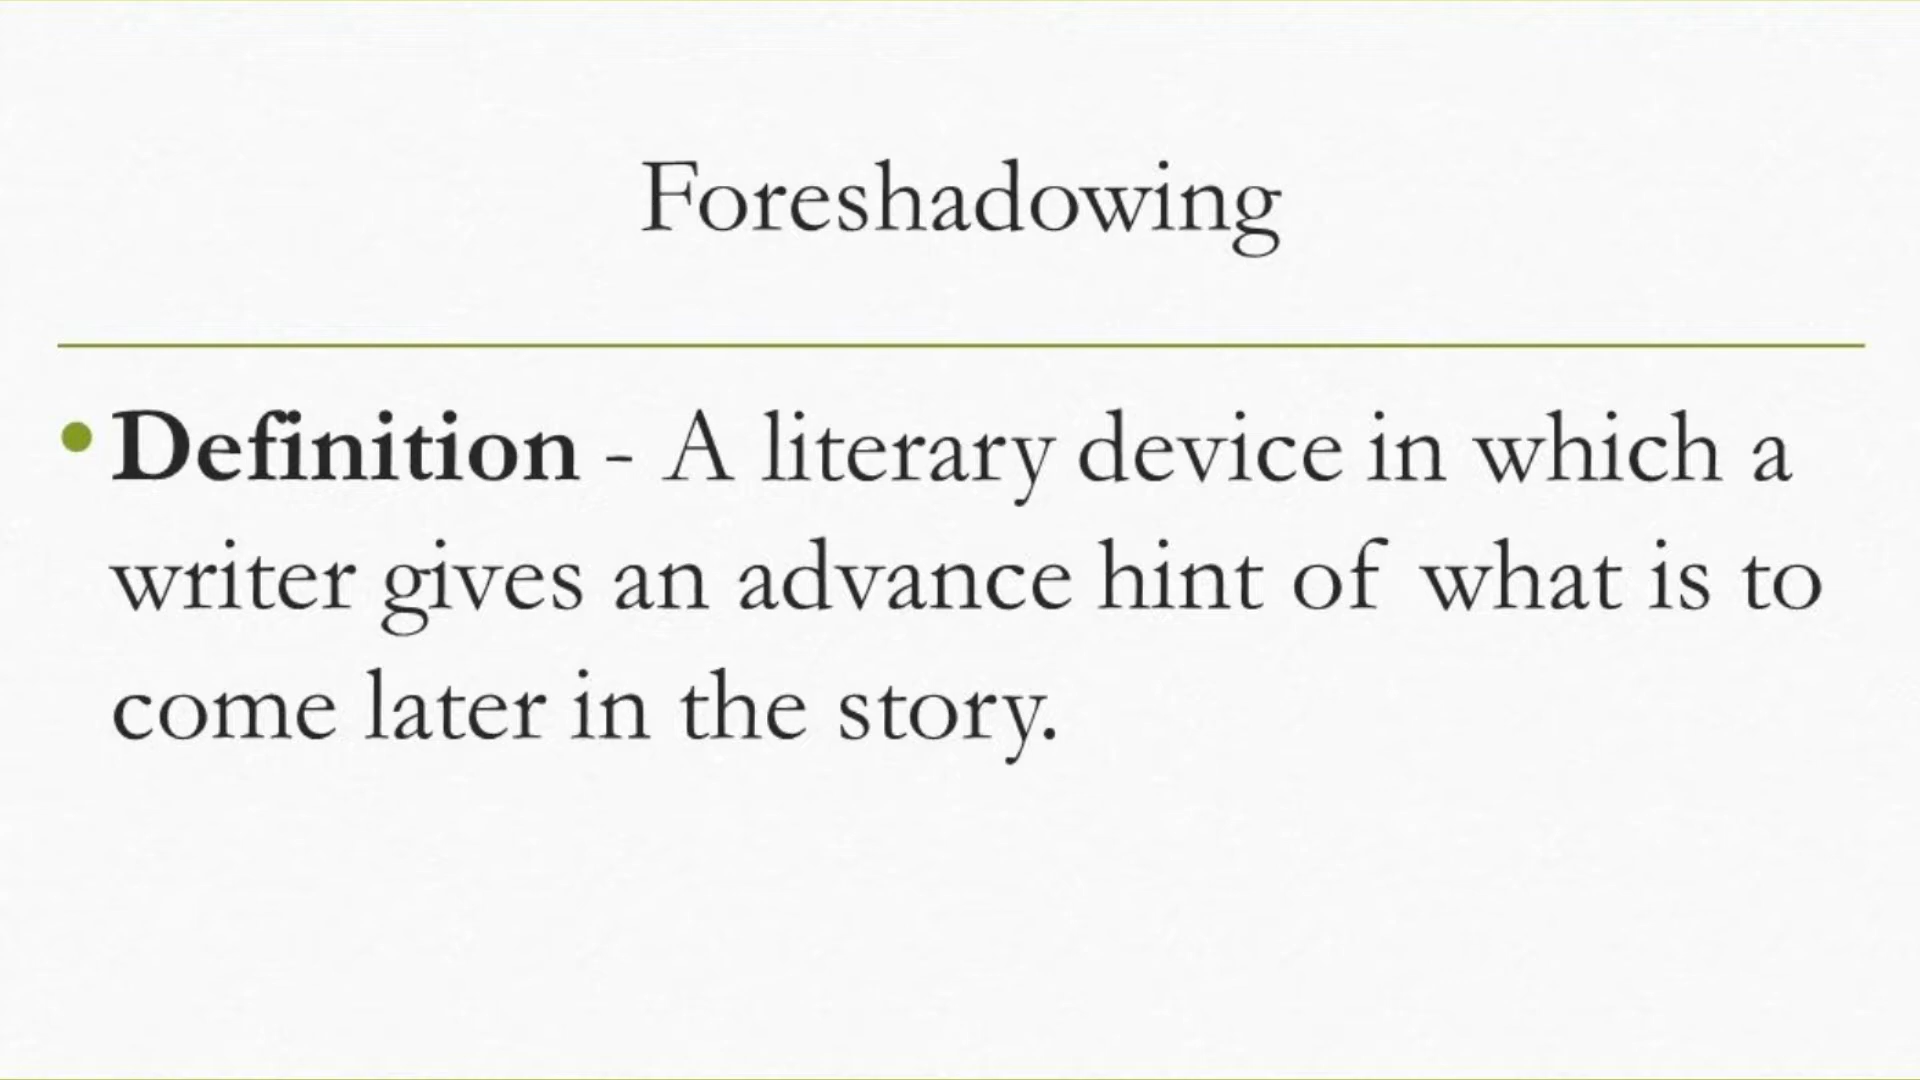 Foreshadowing
• Definition - A literary device in which a
writer gives an advance hint of what is to
come later in the story.